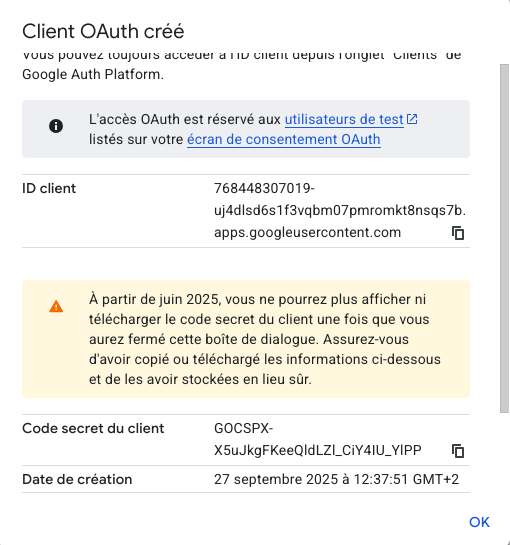 Client OAuth créé
Vous pouvez toujours accéder à l'ID client depuis l'onglet "Clients" de
Google Auth Platform.
L'accès OAuth est réservé aux utilisateurs de test
listés sur votre écran de consentement OAuth
ID client
768448307019-
uj4dlsd6s1f3vqbm07pmromkt8nsqs7b.
apps.googleusercontent.com
À partir de juin 2025, vous ne pourrez plus afficher ni
télécharger le code secret du client une fois que vous
aurez fermé cette boîte de dialogue. Assurez-vous
d'avoir copié ou téléchargé les informations ci-dessous
et de les avoir stockées en lieu sûr.
Code secret du client
GOCSPX-
X5uJkgFKeeQldLZl_CiY4IU_YlPP
Date de création
27 septembre 2025 à 12:37:51 GMT+2
OK